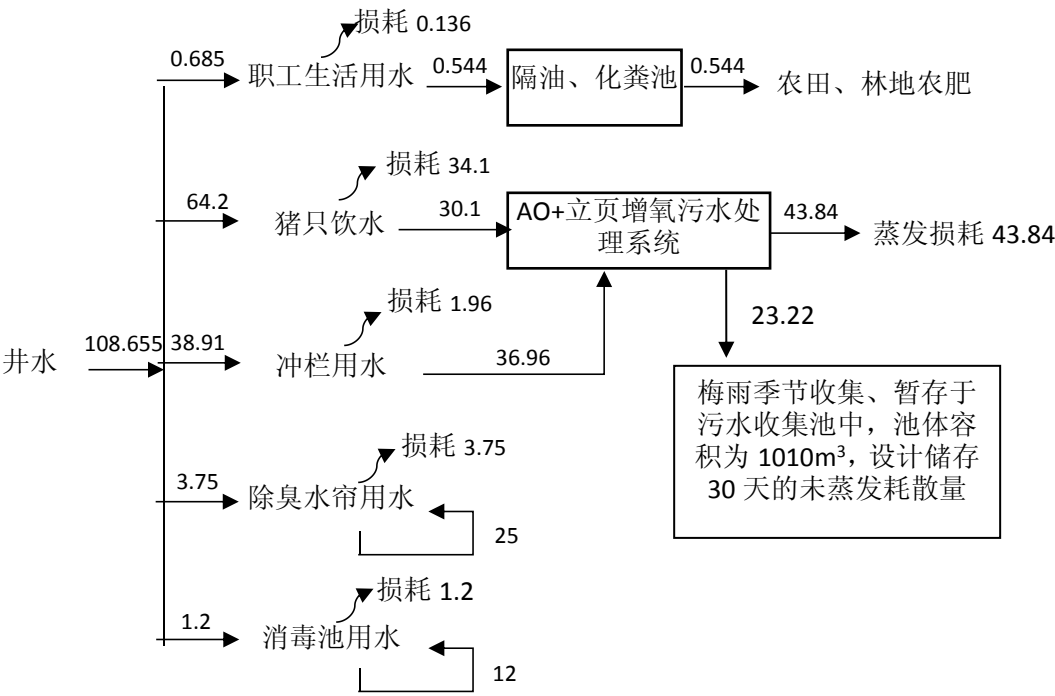 损耗 0.136
0.685
职工生活用水
0.544
隔油、化粪池
0.544
农田、林地农肥
损耗 34.1
64.2
猪只饮水
30.1
AO+立页增氧污水处
理系统
43.84
蒸发损耗 43.84
损耗 1.96
23.22
井水
108.655
38.91
冲栏用水
36.96
梅雨季节收集、暂存于
污水收集池中，池体容
积为 1010m³，设计储存
30 天的未蒸发耗散量
损耗 3.75
3.75
除臭水帘用水
25
损耗 1.2
1.2
消毒池用水
12